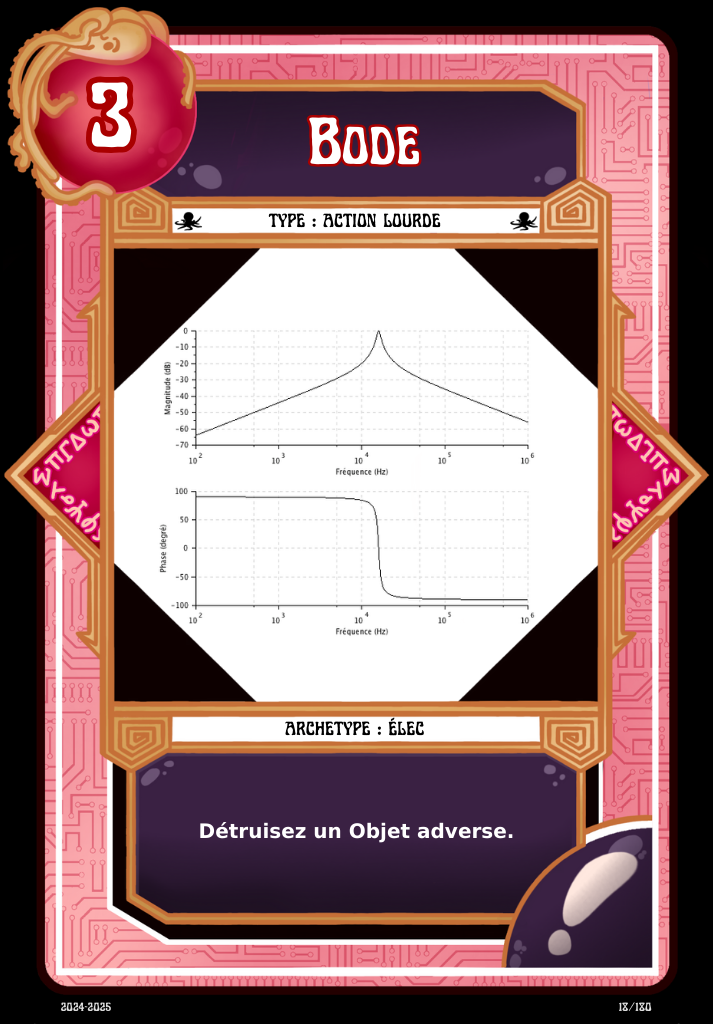 3
BODE
TYPE : ACTION LOURDE
0
-10
-20
-30
-40
-50
-60
-70
Magnitude (dB)
10^2 10^3 10^4 10^5 10^6
Fréquence (Hz)
100
50
0
-50
-100
Phase (degré)
10^2 10^3 10^4 10^5 10^6
Fréquence (Hz)
ARCHETYPE : ÉLEC
Détruisez un Objet adverse.
2024-2025
18/180